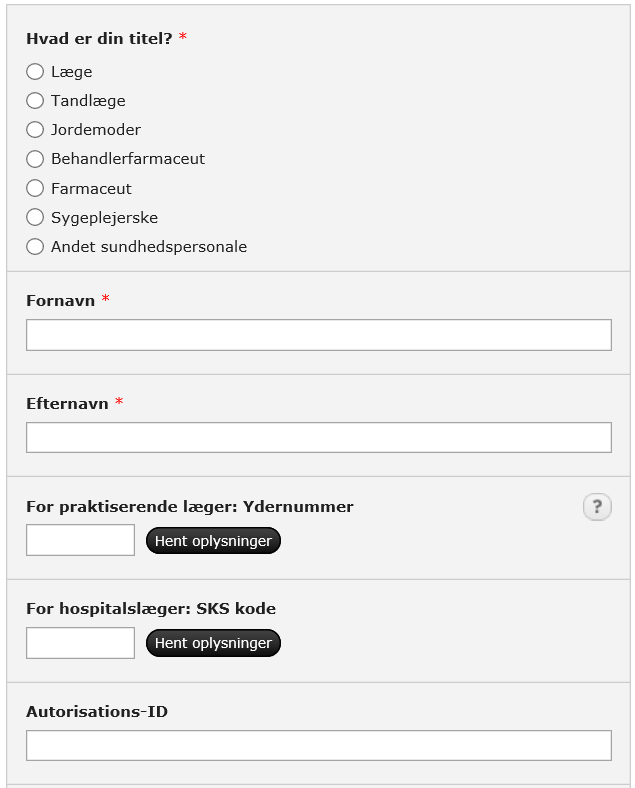 Hvad er din titel? *
Læge
Tandlæge
Jordemoder
Behandlerfarmaceut
Farmaceut
Sygeplejerske
Andet sundhedspersonale
Fornavn *
Efternavn *
For praktiserende læger: Ydernummer ?
Hent oplysninger
For hospitalslæger: SKS kode
Hent oplysninger
Autorisations-ID